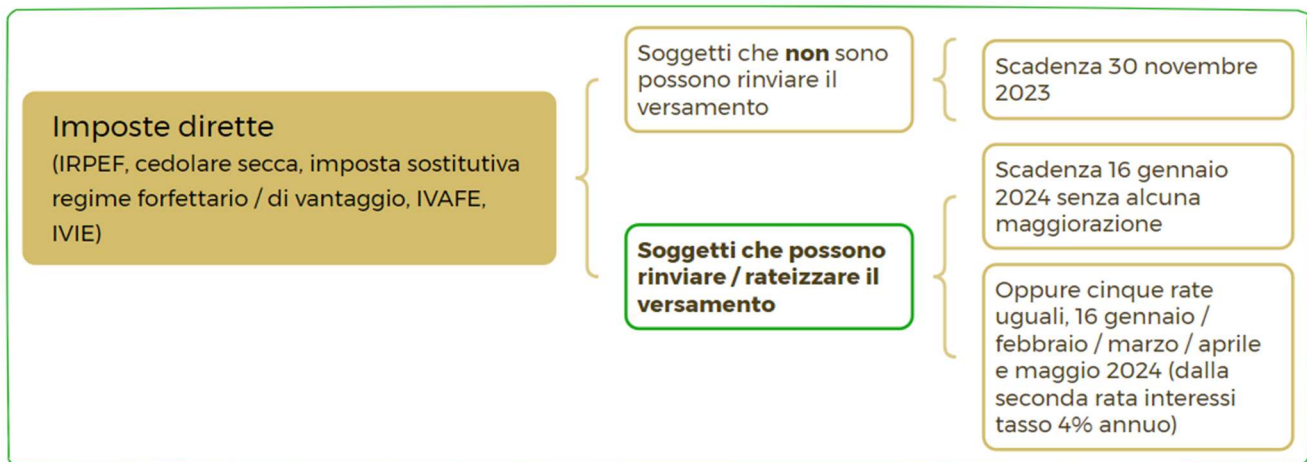 Imposte dirette
(IRPEF, cedolare secca, imposta sostitutiva
regime forfettario / di vantaggio, IVAFE,
IVIE)
Soggetti che non sono
possono rinviare il
versamento
Scadenza 30 novembre
2023
Soggetti che possono
rinviare / rateizzare il
versamento
Scadenza 16 gennaio
2024 senza alcuna
maggiorazione
Oppure cinque rate
uguali, 16 gennaio /
febbraio / marzo / aprile
e maggio 2024 (dalla
seconda rata interessi
tasso 4% annuo)